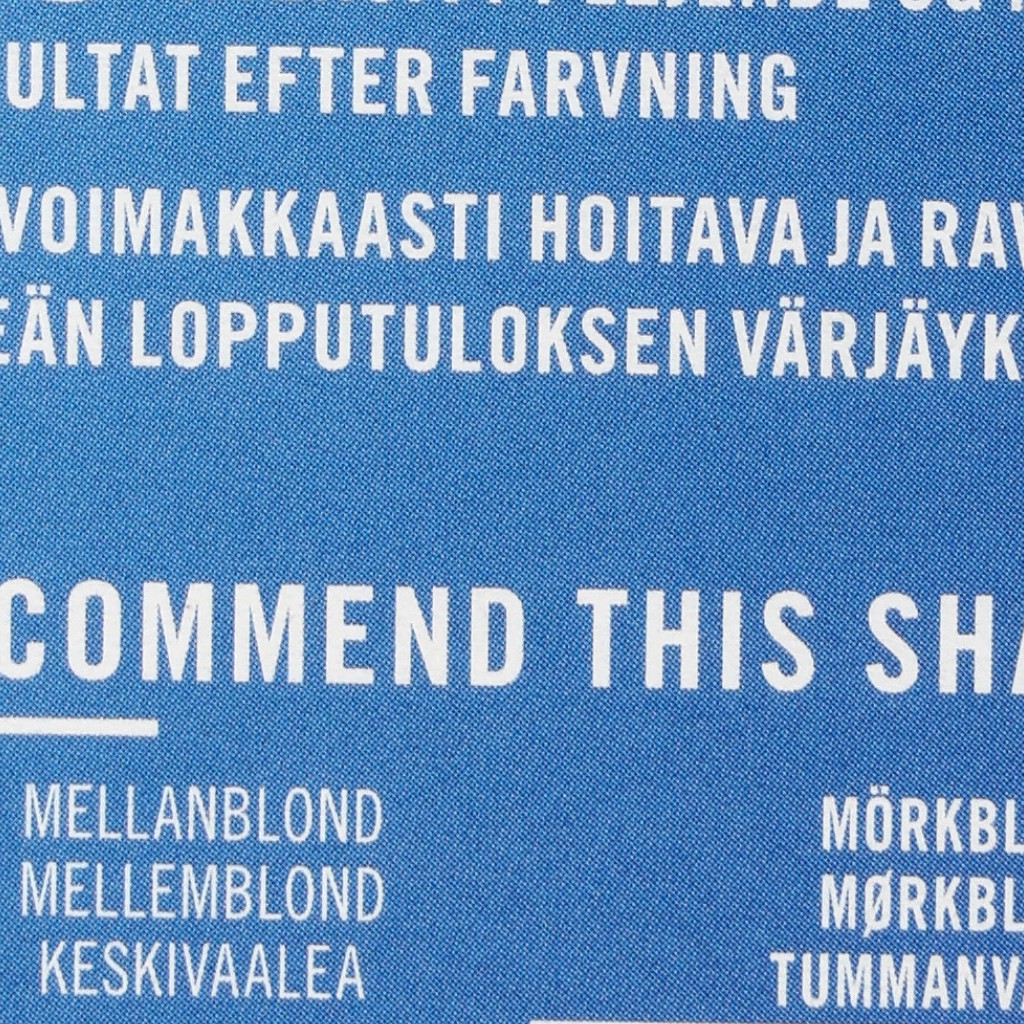 ULTAT EFTER FARVNING
VOIMAKKAASTI HOITAVA JA RAV
EÄN LOPPUTULOKSEN VÄRJÄYK
COMMEND THIS SHA
MELLANBLOND
MÖRKBL
MELLEMBLOND
MØRKBL
KESKIVAALEA
TUMMANV